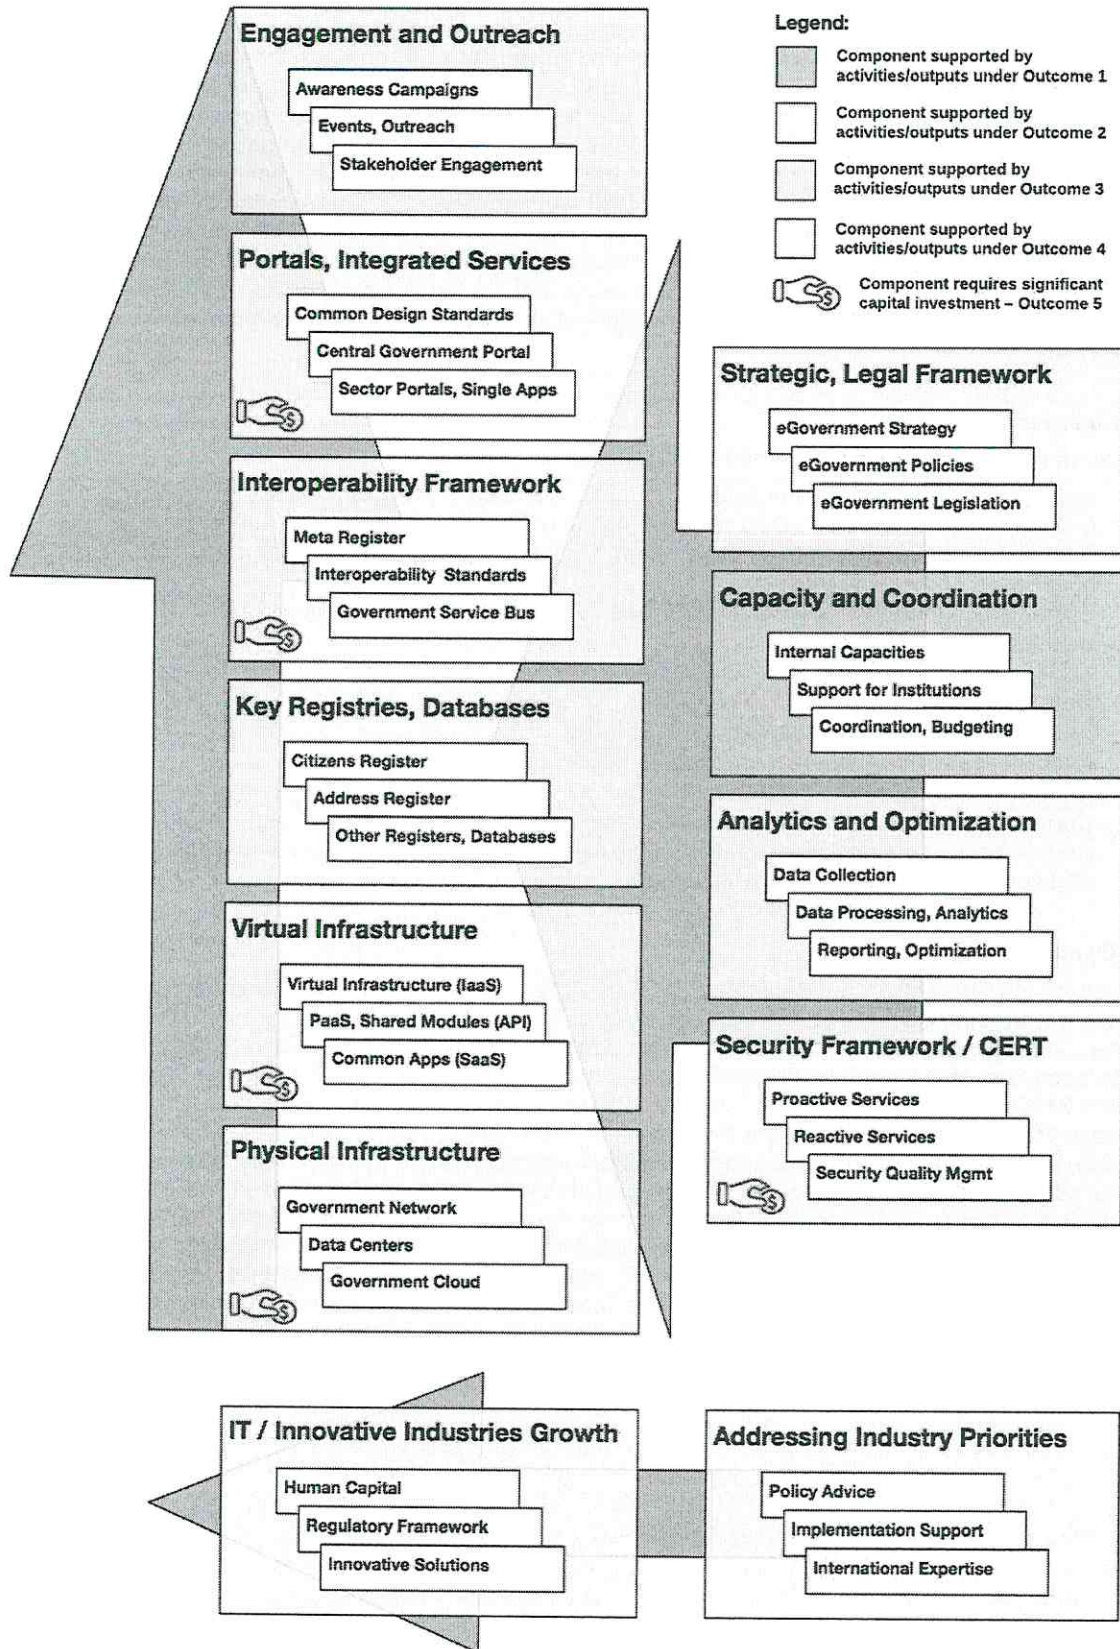 Engagement and Outreach
Awareness Campaigns
Events, Outreach
Stakeholder Engagement
Legend:
Component supported by
activities/outputs under Outcome 1
Component supported by
activities/outputs under Outcome 2
Component supported by
activities/outputs under Outcome 3
Component supported by
activities/outputs under Outcome 4
$
Component requires significant
capital investment – Outcome 5
Portals, Integrated Services
Common Design Standards
Central Government Portal
Sector Portals, Single Apps
$
Interoperability Framework
Meta Register
Interoperability Standards
Government Service Bus
$
Key Registries, Databases
Citizens Register
Address Register
Other Registers, Databases
Virtual Infrastructure
Virtual Infrastructure (IaaS)
PaaS, Shared Modules (API)
Common Apps (SaaS)
$
Physical Infrastructure
Government Network
Data Centers
Government Cloud
$
Strategic, Legal Framework
eGovernment Strategy
eGovernment Policies
eGovernment Legislation
Capacity and Coordination
Internal Capacities
Support for Institutions
Coordination, Budgeting
Analytics and Optimization
Data Collection
Data Processing, Analytics
Reporting, Optimization
Security Framework / CERT
Proactive Services
Reactive Services
Security Quality Mgmt
$
IT / Innovative Industries Growth
Human Capital
Regulatory Framework
Innovative Solutions
Addressing Industry Priorities
Policy Advice
Implementation Support
International Expertise